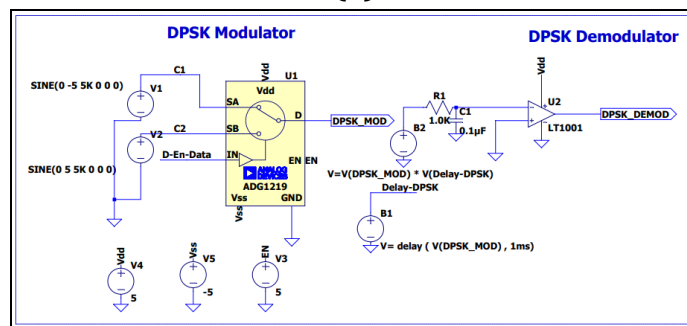 DPSK Modulator
DPSK Demodulator
C1
Vdd
U1
SINE(0 -5 5K 0 0 0)
V1
Vdd
SA
D
DPSK_MOD
V2
C2
SB
D-En-Data
IN
EN EN
SINE(0 5 5K 0 0 0)
ANALOG DEVICES
ADG1219
Vss
GND
Vss
Vdd
R1
1.0K
C1
0.1µF
U2
LT1001
DPSK_DEMOD
B2
V=V(DPSK_MOD) * V(Delay-DPSK)
Delay-DPSK
B1
V= delay ( V(DPSK_MOD) , 1ms)
Vdd
V4
5
Vss
V5
-5
EN
V3
5